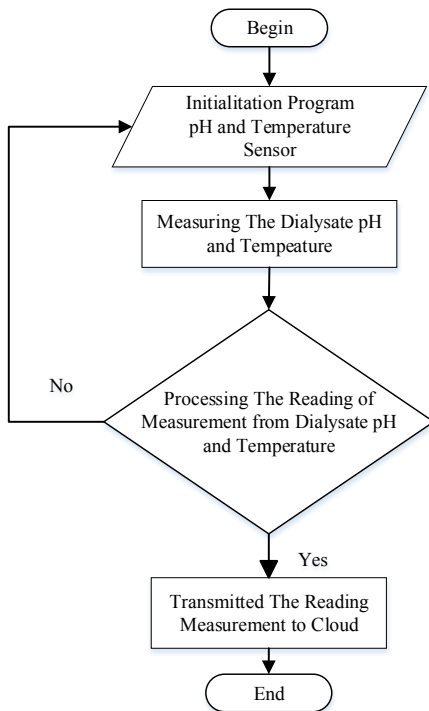 Begin
Initialitation Program
pH and Temperature
Sensor
Measuring The Dialysate pH
and Tempeature
No
Processing The Reading of
Measurement from Dialysate pH
and Temperature
Yes
Transmitted The Reading
Measurement to Cloud
End